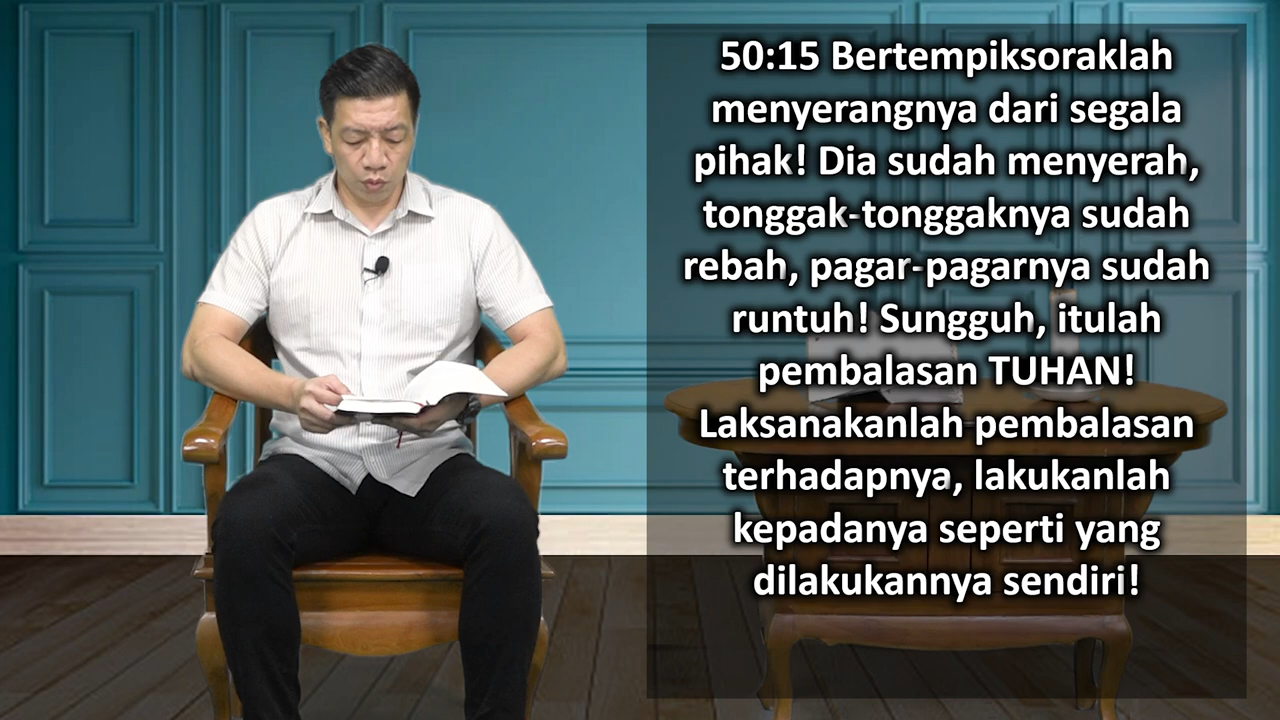 50:15 Bertempiksoraklah
menyerangnya dari segala
pihak! Dia sudah menyerah,
tonggak-tonggaknya sudah
rebah, pagar-pagarnya sudah
runtuh! Sungguh, itulah
pembalasan TUHAN!
Laksanakanlah pembalasan
terhadapnya, lakukanlah
kepadanya seperti yang
dilakukannya sendiri!